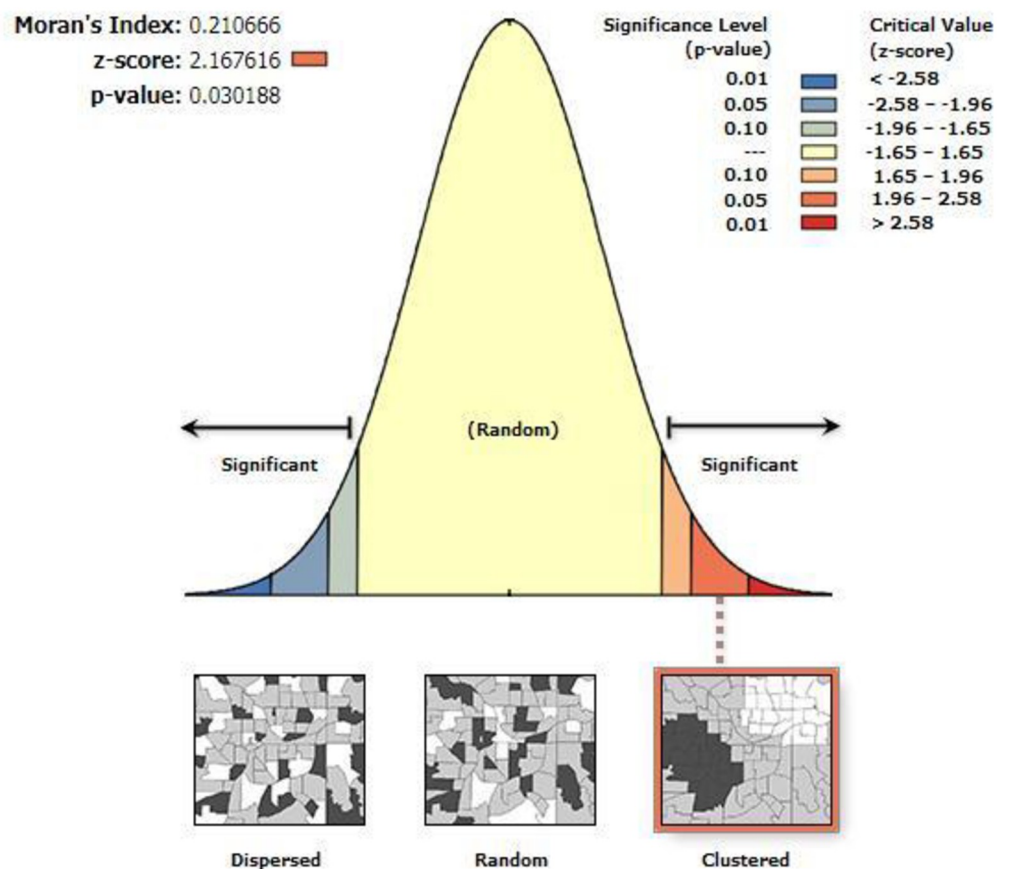 Moran's Index: 0.210666
z-score: 2.167616
p-value: 0.030188
Significance Level
(p-value)
Critical Value
(z-score)
0.01 < -2.58
0.05 -2.58 – -1.96
0.10 -1.96 – -1.65
--- -1.65 – 1.65
0.10 1.65 – 1.96
0.05 1.96 – 2.58
0.01 > 2.58
(Random)
Significant Significant
Dispersed Random Clustered